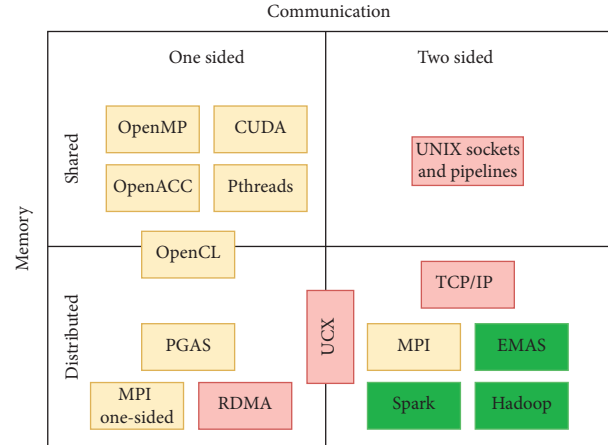 Communication
One sided
Two sided
Memory
Shared
OpenMP
CUDA
UNIX sockets
and pipelines
OpenACC
Pthreads
OpenCL
Distributed
TCP/IP
UCX
PGAS
MPI
EMAS
MPI
one-sided
RDMA
Spark
Hadoop